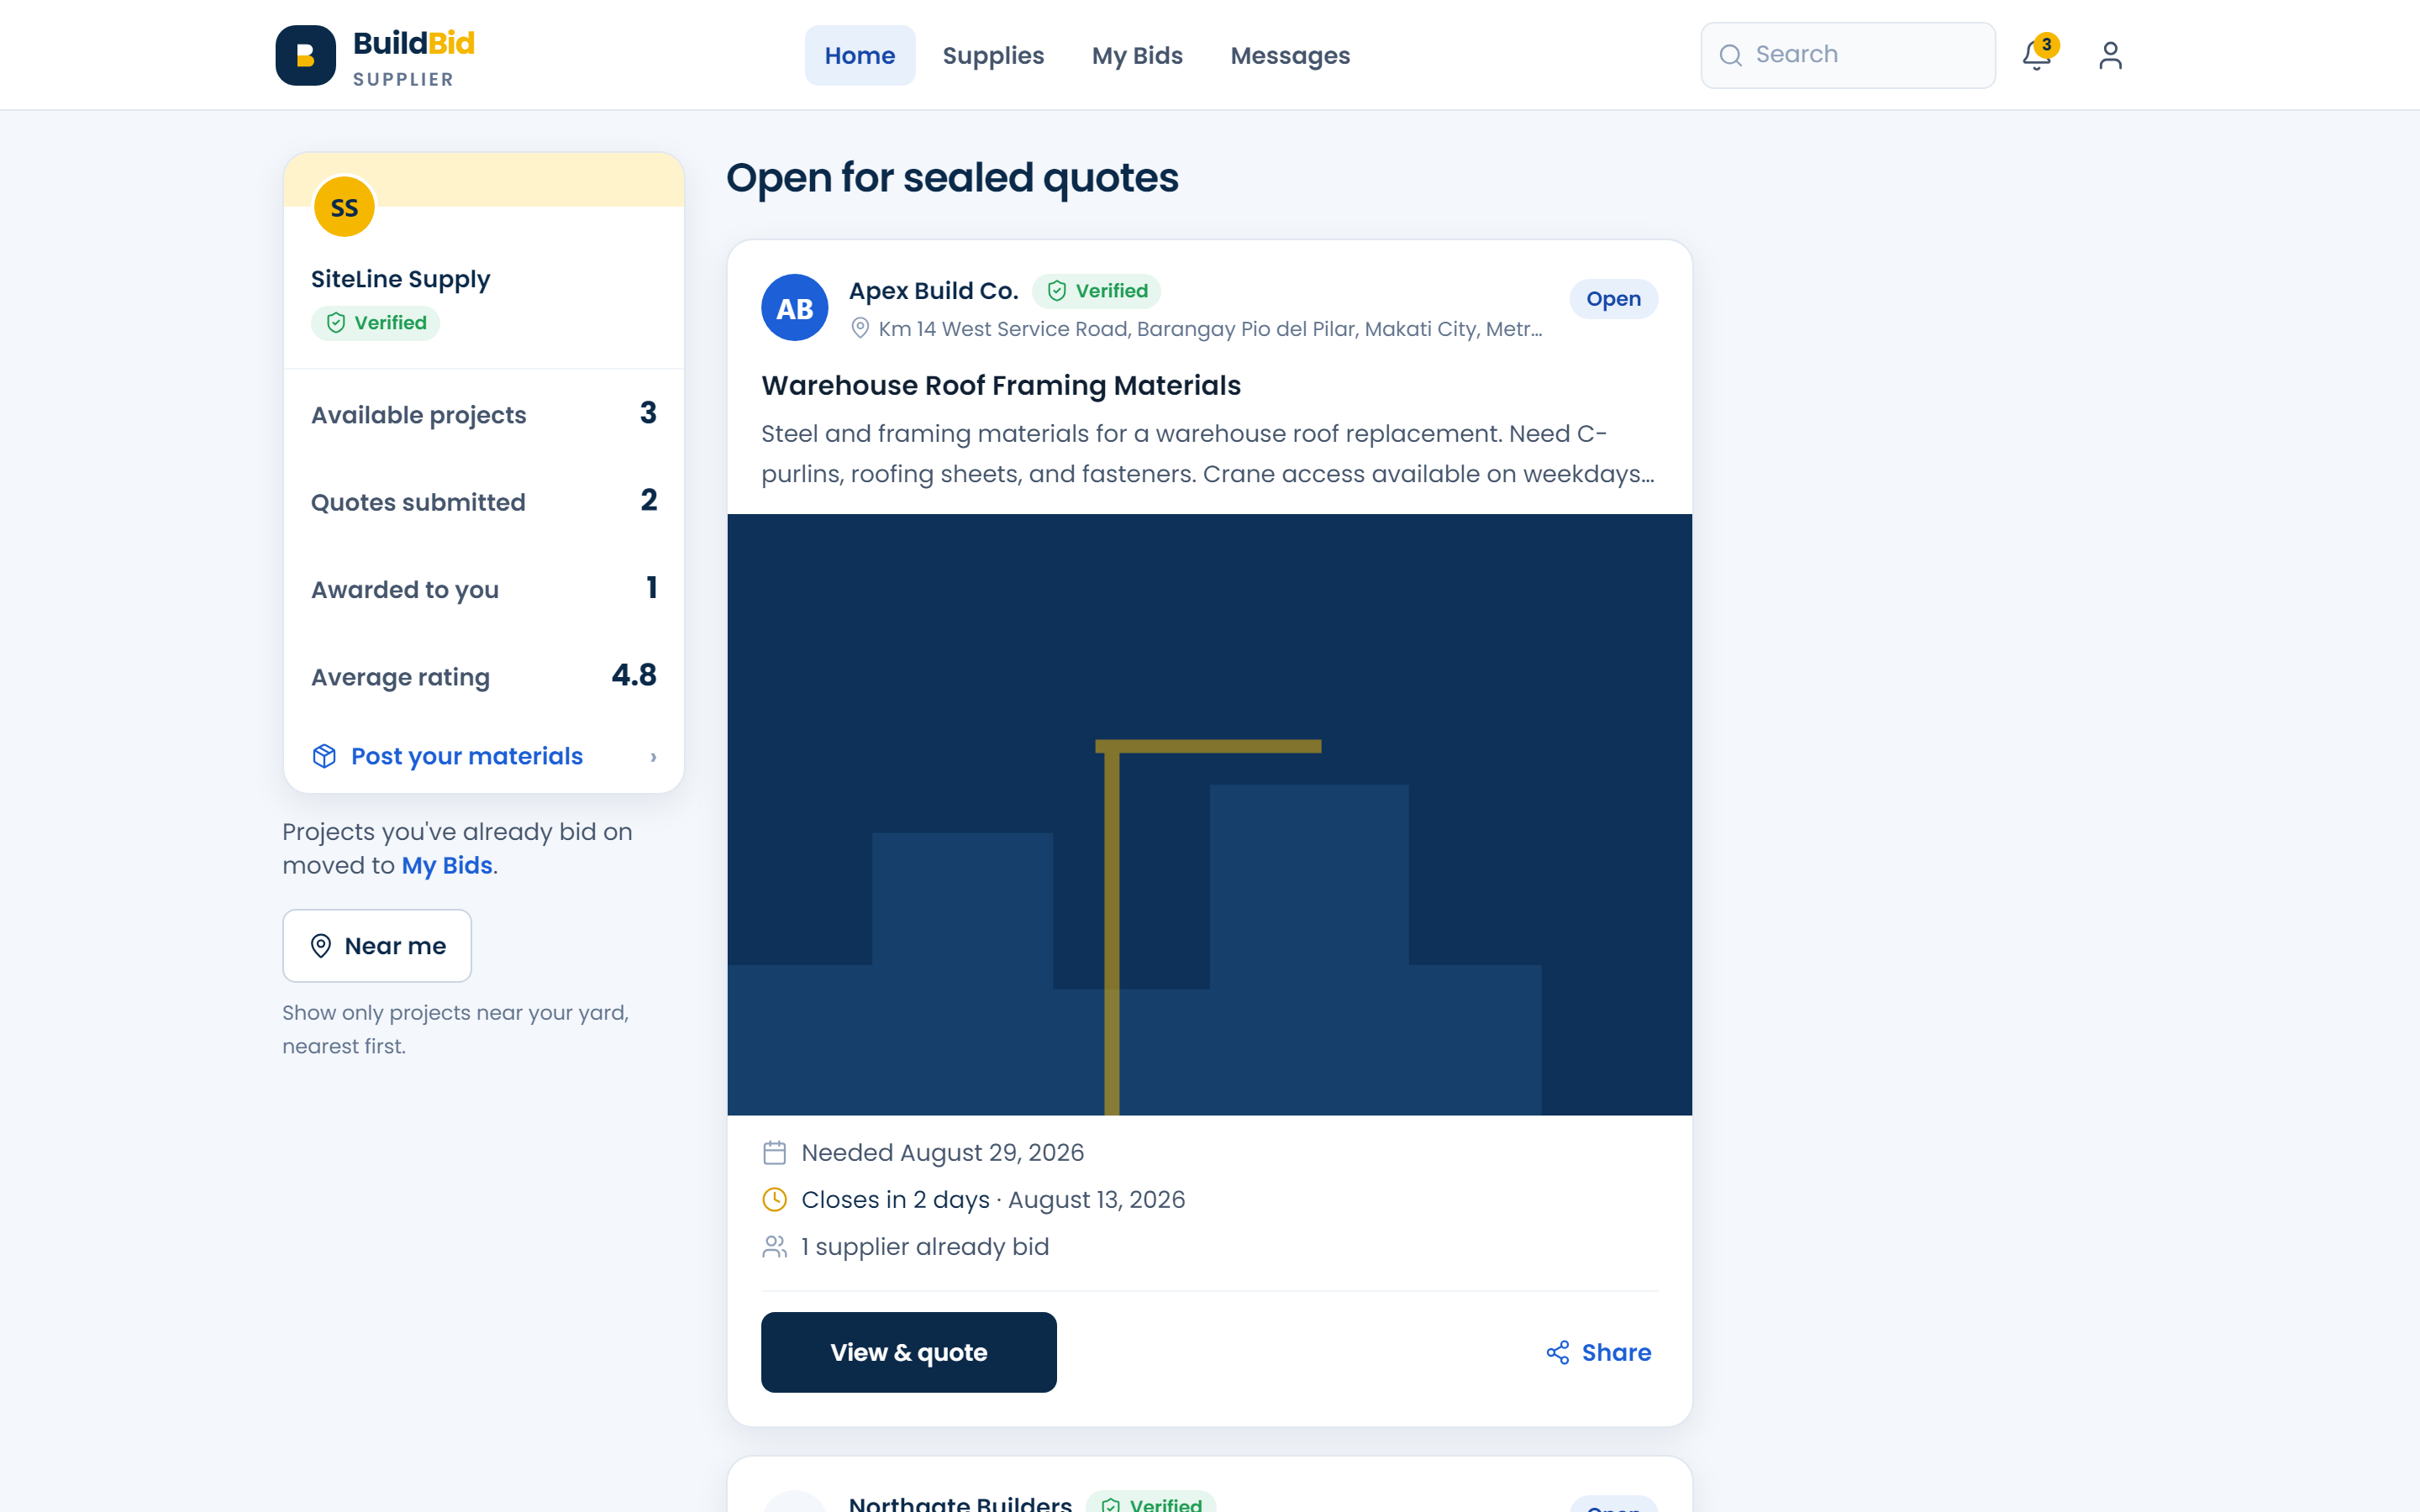 B
BuildBid
SUPPLIER
Home
Supplies
My Bids
Messages
Search
3
SS
SiteLine Supply
Verified
Available projects 3
Quotes submitted 2
Awarded to you 1
Average rating 4.8
Post your materials ›
Projects you've already bid on
moved to My Bids.
Near me
Show only projects near your yard,
nearest first.
Open for sealed quotes
AB
Apex Build Co. Verified
Open
Km 14 West Service Road, Barangay Pio del Pilar, Makati City, Metr...
Warehouse Roof Framing Materials
Steel and framing materials for a warehouse roof replacement. Need C-
purlins, roofing sheets, and fasteners. Crane access available on weekdays...
Needed August 29, 2026
Closes in 2 days · August 13, 2026
1 supplier already bid
View & quote
Share
Northgate Builders Verified
Open